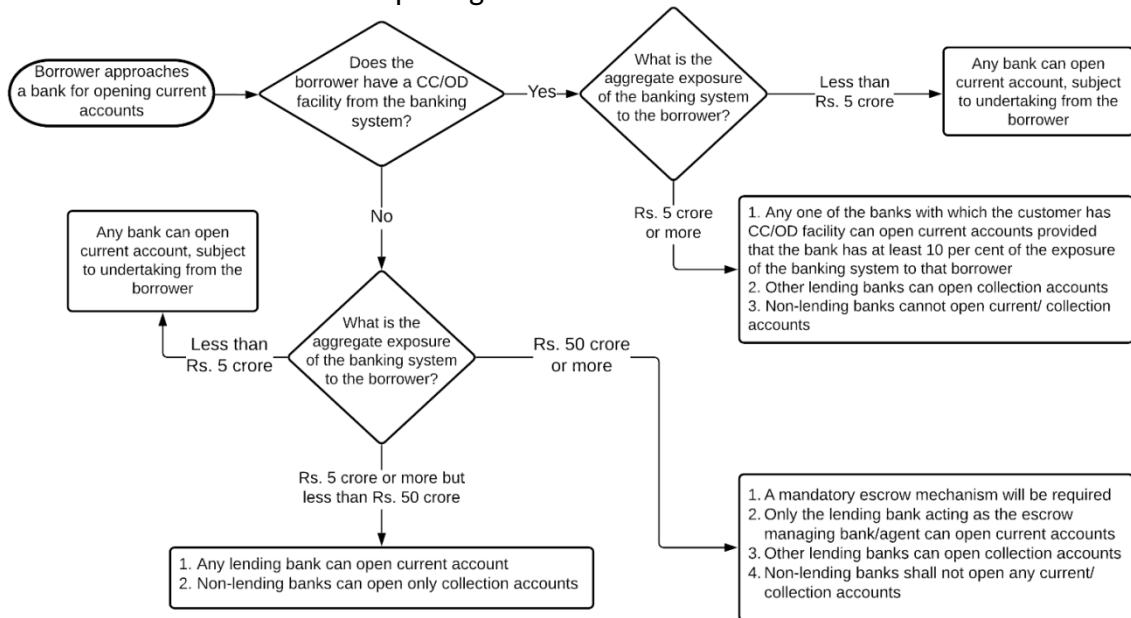 Borrower approaches
a bank for opening current
accounts
Does the
borrower have a CC/OD
facility from the banking
system?
Yes
What is the
aggregate exposure
of the banking system
to the borrower?
Less than
Rs. 5 crore
Any bank can open
current account, subject
to undertaking from the
borrower
Rs. 5 crore
or more
1. Any one of the banks with which the customer has
CC/OD facility can open current accounts provided
that the bank has at least 10 per cent of the exposure
of the banking system to that borrower
2. Other lending banks can open collection accounts
3. Non-lending banks cannot open current/ collection
accounts
No
What is the
aggregate exposure
of the banking system
to the borrower?
Less than
Rs. 5 crore
Any bank can open
current account, subject
to undertaking from the
borrower
Rs. 5 crore or more but
less than Rs. 50 crore
1. Any lending bank can open current account
2. Non-lending banks can open only collection accounts
Rs. 50 crore
or more
1. A mandatory escrow mechanism will be required
2. Only the lending bank acting as the escrow
managing bank/agent can open current accounts
3. Other lending banks can open collection accounts
4. Non-lending banks shall not open any current/
collection accounts